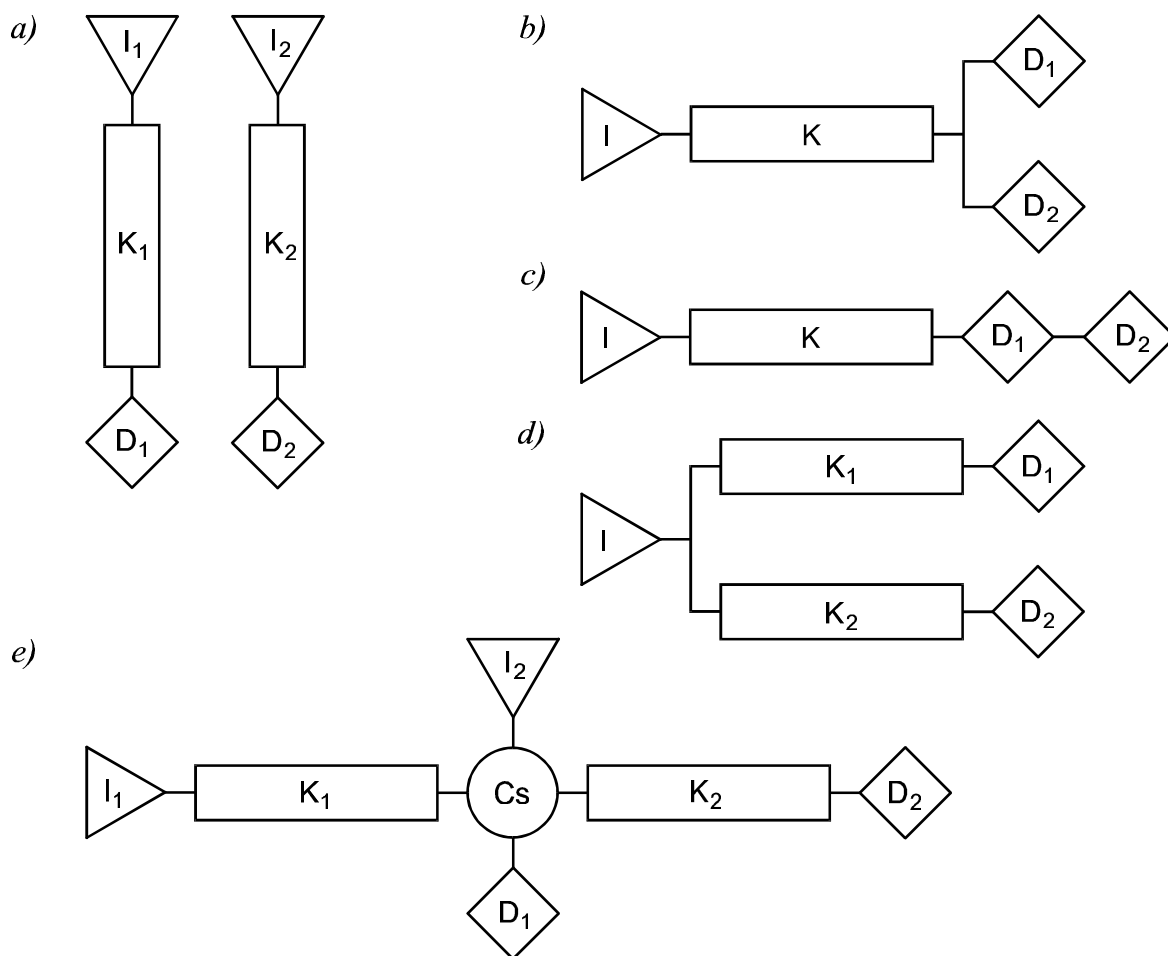 a)
I₁ I₂
K₁ K₂
D₁ D₂
b)
I K D₁
D₂
c)
I K D₁ D₂
d)
I K₁ D₁
K₂ D₂
e)
I₂
I₁ K₁ Cs K₂ D₂
D₁